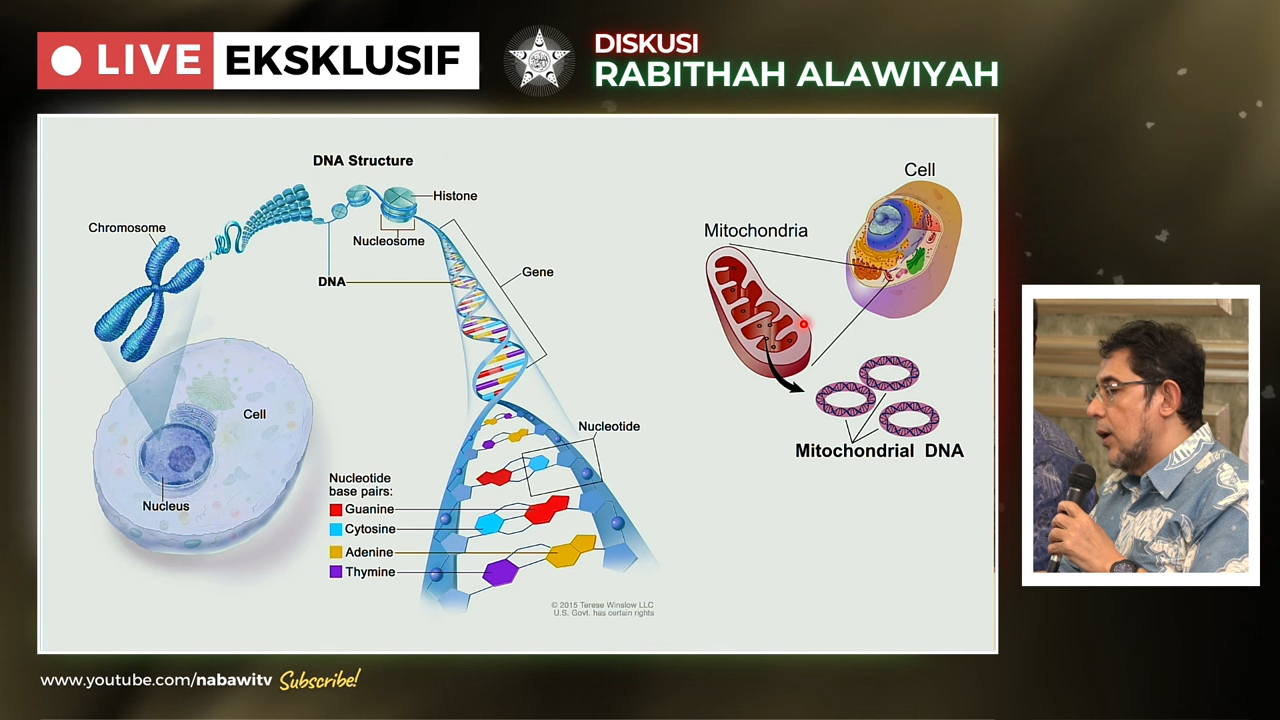 LIVE EKSKLUSIF
DISKUSI
RABITHAH ALAWIYAH
DNA Structure
Histone
Chromosome
Nucleosome
DNA
Gene
Cell
Nucleus
Nucleotide
Nucleotide
base pairs:
Guanine
Cytosine
Adenine
Thymine
© 2015 Terese Winslow LLC
U.S. Govt. has certain rights
Cell
Mitochondria
Mitochondrial DNA
www.youtube.com/nabawitv Subscribe!